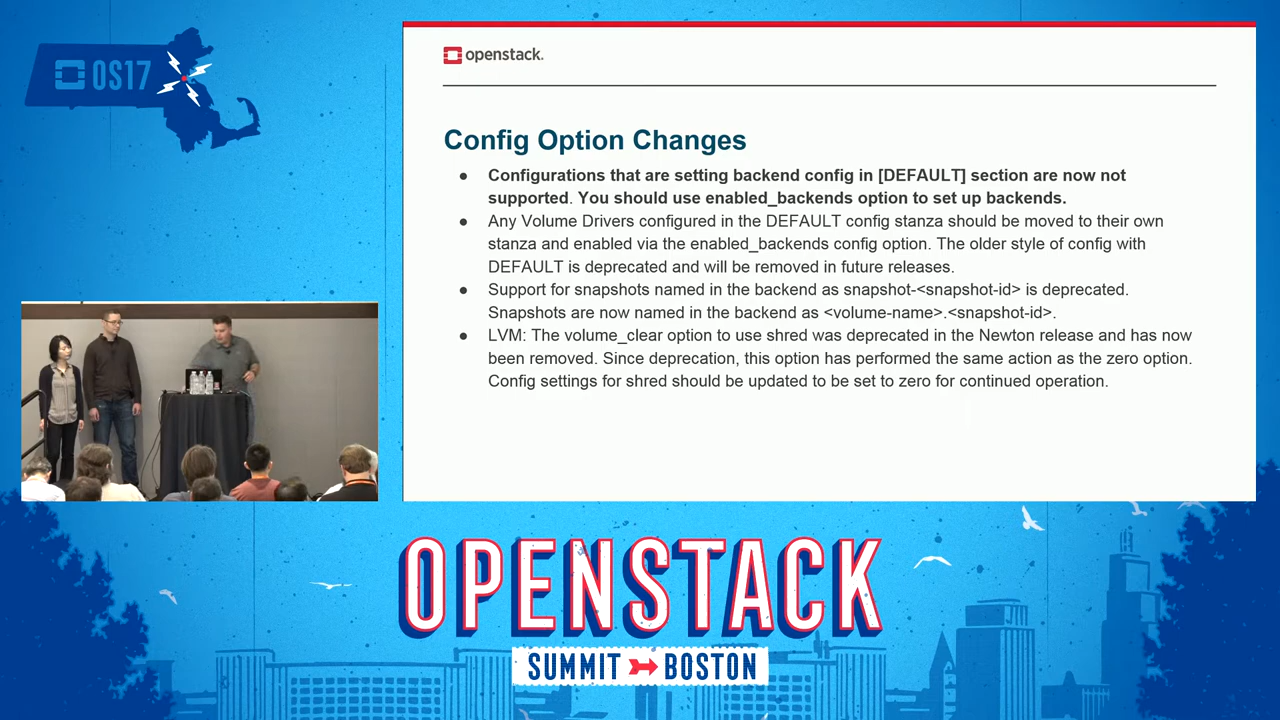 OS17
openstack.
Config Option Changes
● Configurations that are setting backend config in [DEFAULT] section are now not
supported. You should use enabled_backends option to set up backends.
● Any Volume Drivers configured in the DEFAULT config stanza should be moved to their own
stanza and enabled via the enabled_backends config option. The older style of config with
DEFAULT is deprecated and will be removed in future releases.
● Support for snapshots named in the backend as snapshot-<snapshot-id> is deprecated.
Snapshots are now named in the backend as <volume-name>.<snapshot-id>.
● LVM: The volume_clear option to use shred was deprecated in the Newton release and has now
been removed. Since deprecation, this option has performed the same action as the zero option.
Config settings for shred should be updated to be set to zero for continued operation.
OPENSTACK
SUMMIT BOSTON